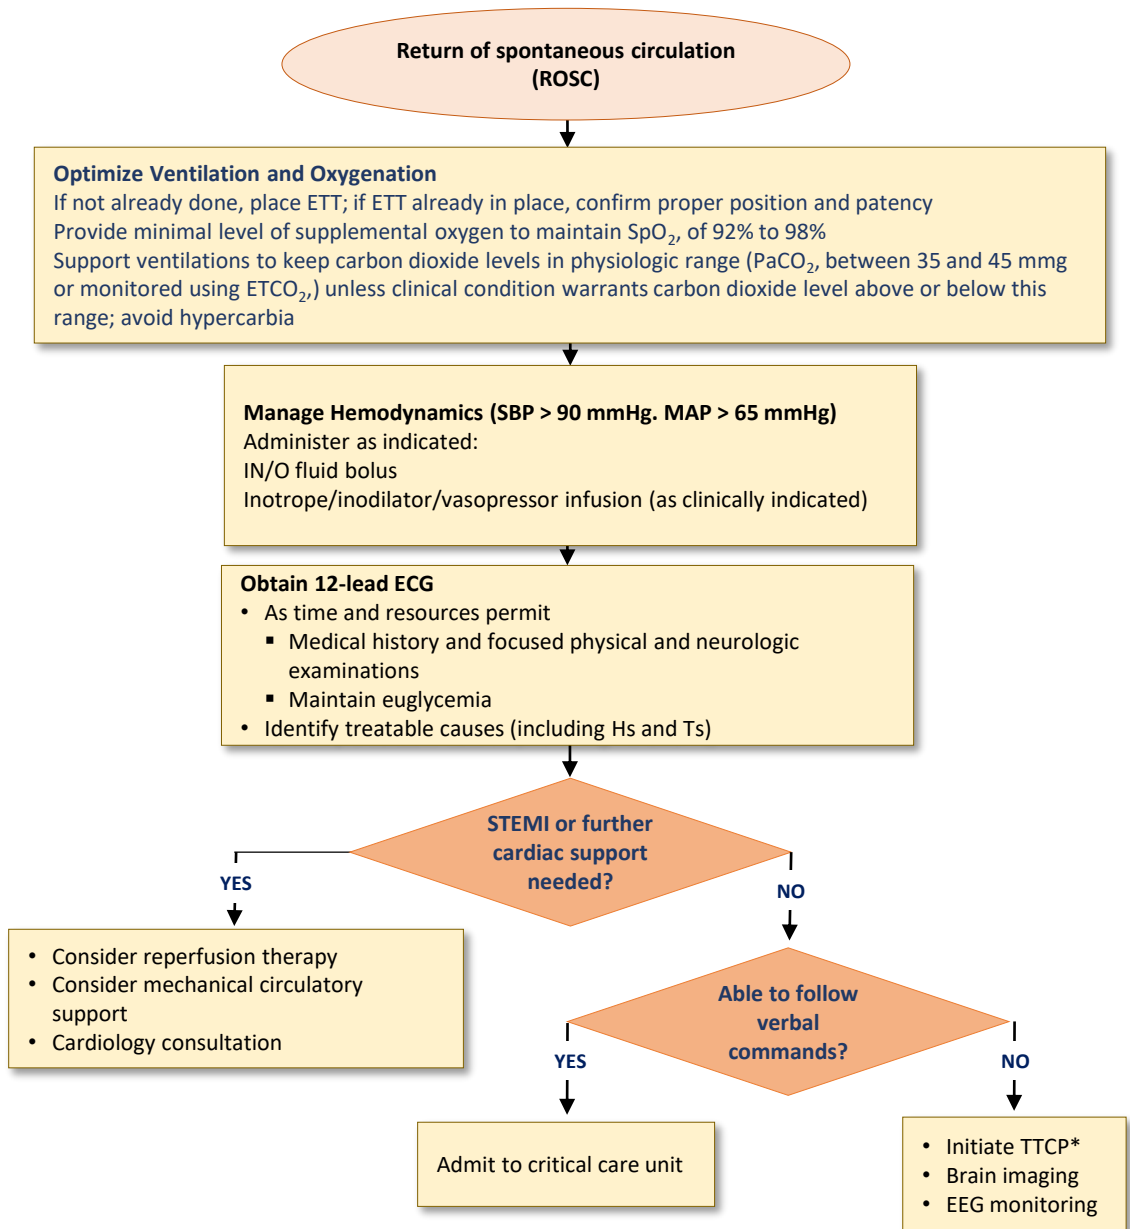 Return of spontaneous circulation
(ROSC)
Optimize Ventilation and Oxygenation
If not already done, place ETT; if ETT already in place, confirm proper position and patency
Provide minimal level of supplemental oxygen to maintain SpO₂, of 92% to 98%
Support ventilations to keep carbon dioxide levels in physiologic range (PaCO₂, between 35 and 45 mmg
or monitored using ETCO₂,) unless clinical condition warrants carbon dioxide level above or below this
range; avoid hypercarbia
Manage Hemodynamics (SBP > 90 mmHg. MAP > 65 mmHg)
Administer as indicated:
IN/O fluid bolus
Inotrope/inodilator/vasopressor infusion (as clinically indicated)
Obtain 12-lead ECG
• As time and resources permit
▪ Medical history and focused physical and neurologic
examinations
▪ Maintain euglycemia
• Identify treatable causes (including Hs and Ts)
STEMI or further
cardiac support
needed?
YES
NO
• Consider reperfusion therapy
• Consider mechanical circulatory
support
• Cardiology consultation
Able to follow
verbal
commands?
YES
NO
Admit to critical care unit
• Initiate TTCP*
• Brain imaging
• EEG monitoring